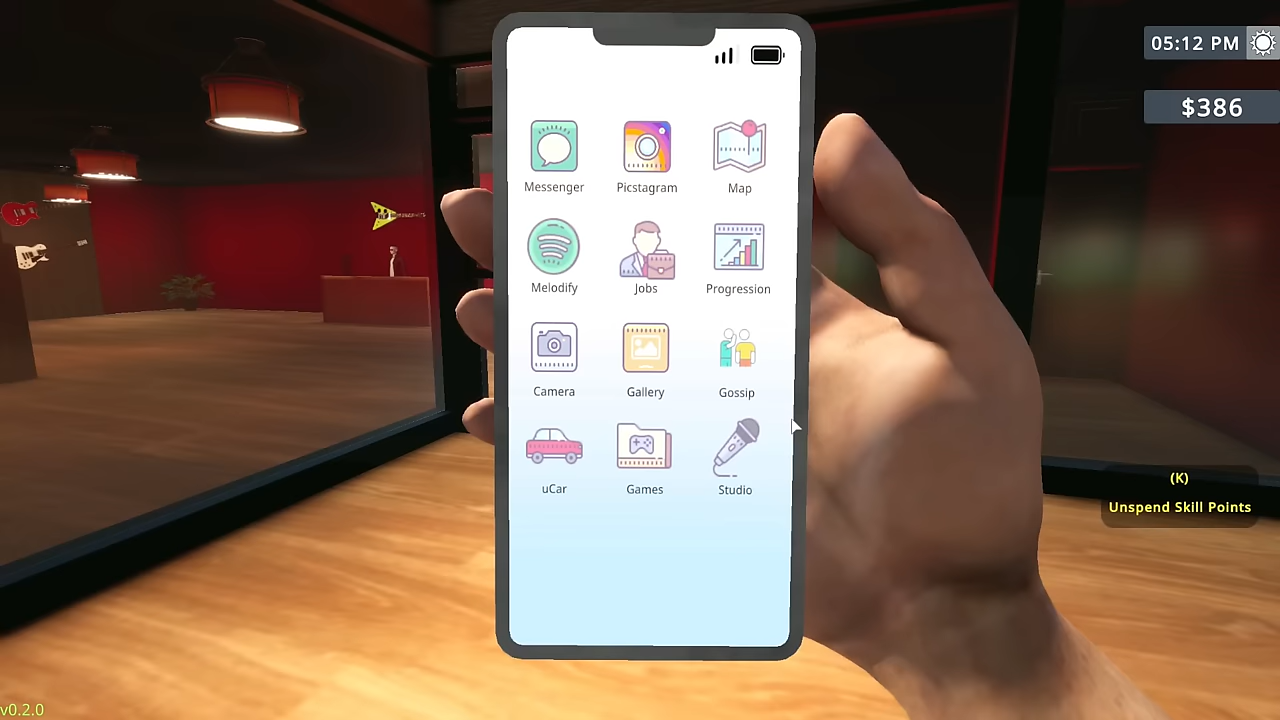 05:12 PM
$386
Messenger
Picstagram
Map
Melodify
Jobs
Progression
Camera
Gallery
Gossip
uCar
Games
Studio
(K)
Unspend Skill Points
v0.2.0